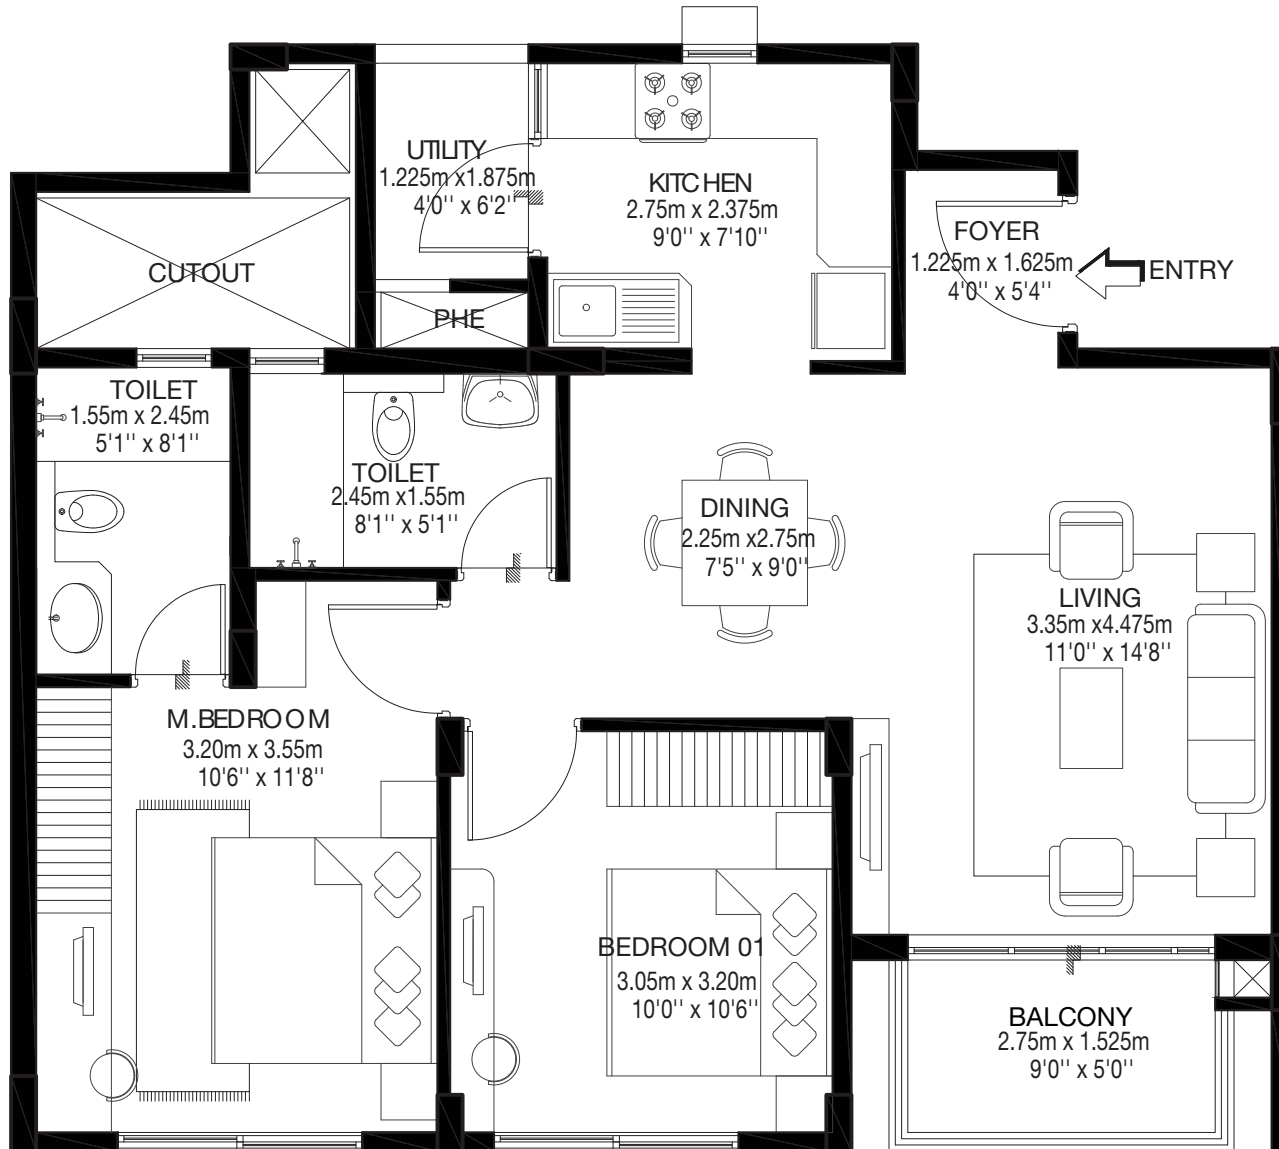 UTILITY
1.225m x1.875m
4'0'' x 6'2''
KITCHEN
2.75m x 2.375m
9'0'' x 7'10''
FOYER
1.225m x 1.625m
4'0'' x 5'4''
ENTRY
CUTOUT
PHE
TOILET
1.55m x 2.45m
5'1'' x 8'1''
TOILET
2.45m x1.55m
8'1'' x 5'1''
DINING
2.25m x2.75m
7'5'' x 9'0''
LIVING
3.35m x4.475m
11'0'' x 14'8''
M.BEDROOM
3.20m x 3.55m
10'6'' x 11'8''
BEDROOM 01
3.05m x 3.20m
10'0'' x 10'6''
BALCONY
2.75m x 1.525m
9'0'' x 5'0''